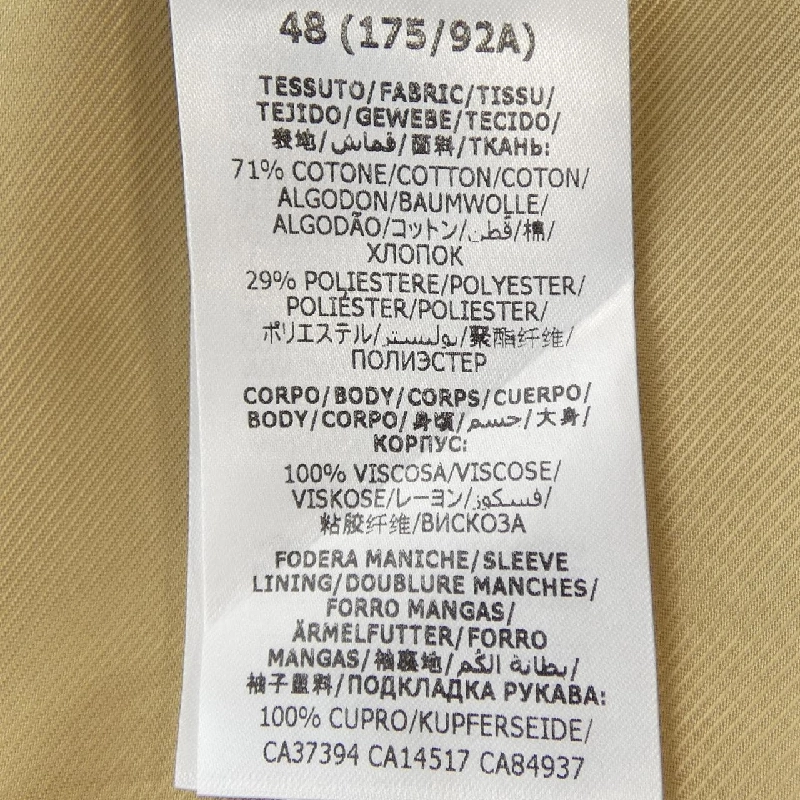 48 (175/92A)
TESSUTO/FABRIC/TISSU/
TEJIDO/GEWEBE/TECIDO/
表地/قماش/面料/ТКАНЬ:
71% COTONE/COTTON/COTON/
ALGODON/BAUMWOLLE/
ALGODÃO/コットン/قطن/棉/
ХЛОПОК
29% POLIESTERE/POLYESTER/
POLIÉSTER/POLIESTER/
ポリエステル/بوليستر/聚酯纤维/
ПОЛИЭСТЕР
CORPO/BODY/CORPS/CUERPO/
BODY/CORPO/身頃/جسم/大身/
КОРПУС:
100% VISCOSA/VISCOSE/
VISKOSE/レーヨン/فسكوز/
粘胶纤维/ВИСКОЗА
FODERA MANICHE/SLEEVE
LINING/DOUBLURE MANCHES/
FORRO MANGAS/
ÄRMELFUTTER/FORRO
MANGAS/袖裏地/بطانة الكم/
袖子里料/ПОДКЛАДКА РУКАВА:
100% CUPRO/KUPFERSEIDE/
CA37394 CA14517 CA84937